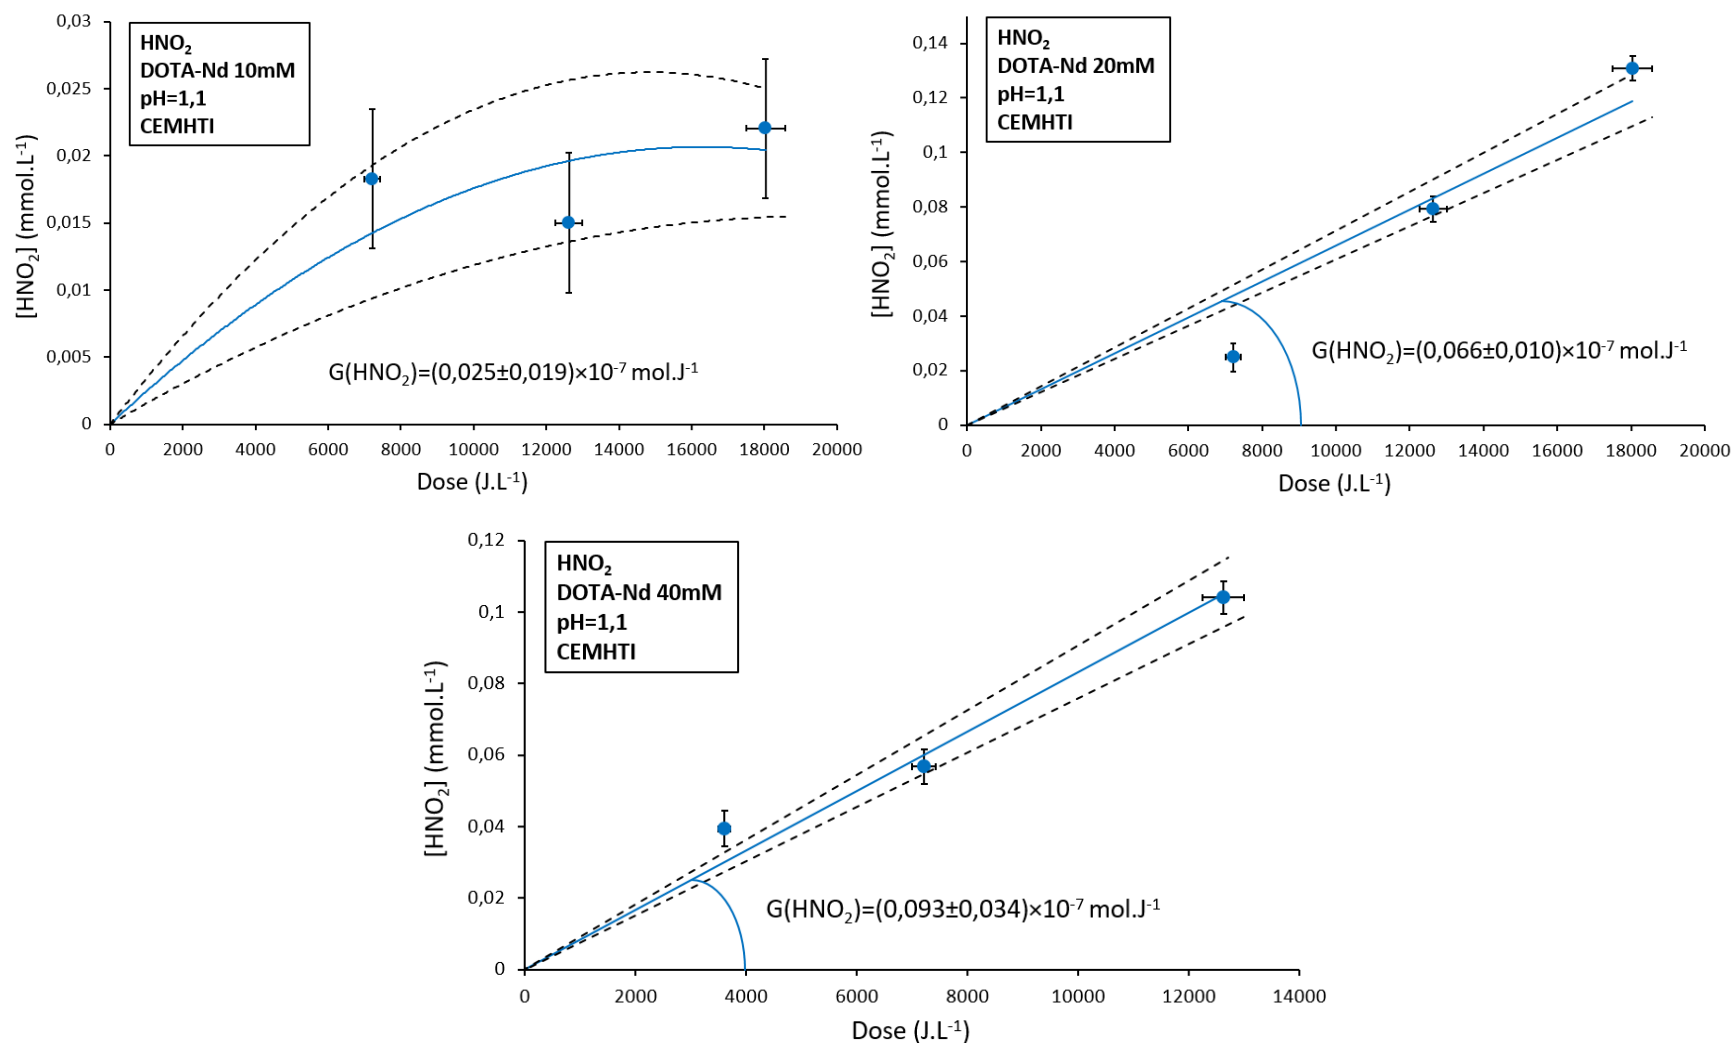 HNO₂
DOTA-Nd 10mM
pH=1,1
CEMHTI
[HNO₂] (mmol.L⁻¹)
0,03
0,025
0,02
0,015
0,01
0,005
0
G(HNO₂)=(0,025±0,019)×10⁻⁷ mol.J⁻¹
0 2000 4000 6000 8000 10000 12000 14000 16000 18000 20000
Dose (J.L⁻¹)
HNO₂
DOTA-Nd 20mM
pH=1,1
CEMHTI
[HNO₂] (mmol.L⁻¹)
0,14
0,12
0,1
0,08
0,06
0,04
0,02
0
G(HNO₂)=(0,066±0,010)×10⁻⁷ mol.J⁻¹
0 2000 4000 6000 8000 10000 12000 14000 16000 18000 20000
Dose (J.L⁻¹)
HNO₂
DOTA-Nd 40mM
pH=1,1
CEMHTI
[HNO₂] (mmol.L⁻¹)
0,12
0,1
0,08
0,06
0,04
0,02
0
G(HNO₂)=(0,093±0,034)×10⁻⁷ mol.J⁻¹
0 2000 4000 6000 8000 10000 12000 14000
Dose (J.L⁻¹)